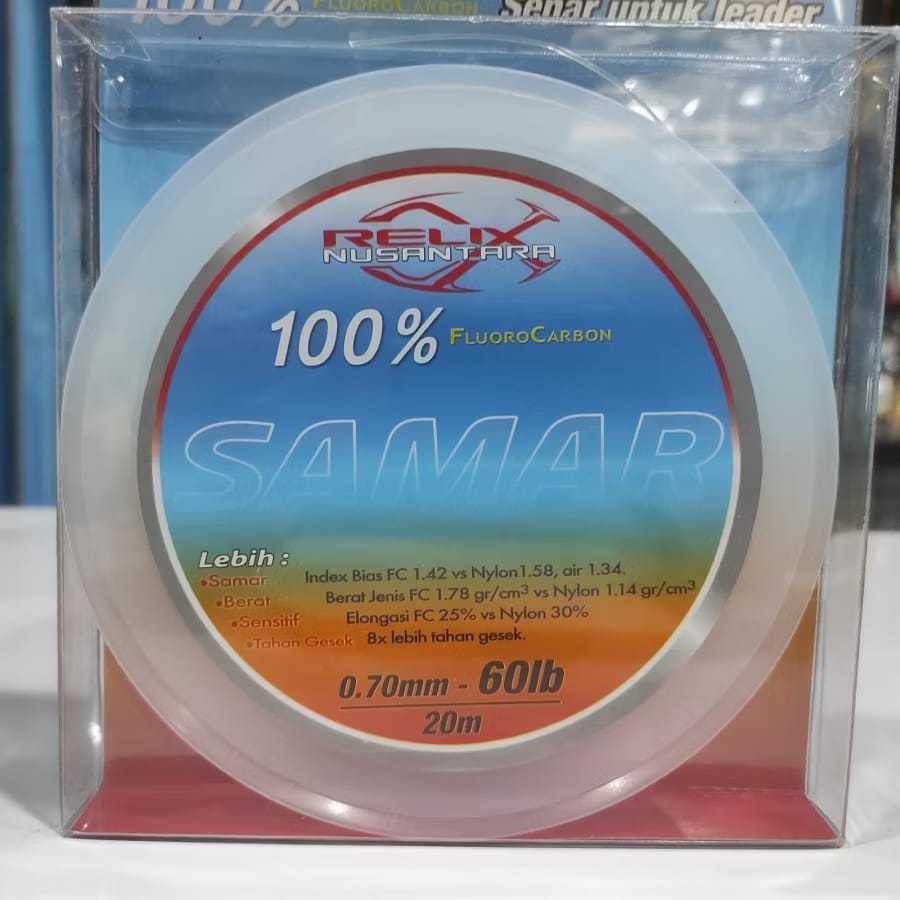 100% FLUOROCARBON Senar untuk leader
RELIX
NUSANTARA
100% FLUOROCARBON
SAMAR
Lebih :
•Samar Index Bias FC 1.42 vs Nylon1.58, air 1.34.
•Berat Berat Jenis FC 1.78 gr/cm³ vs Nylon 1.14 gr/cm³
•Sensitif Elongasi FC 25% vs Nylon 30%
•Tahan Gesek 8x lebih tahan gesek.
0.70mm - 60lb
20m